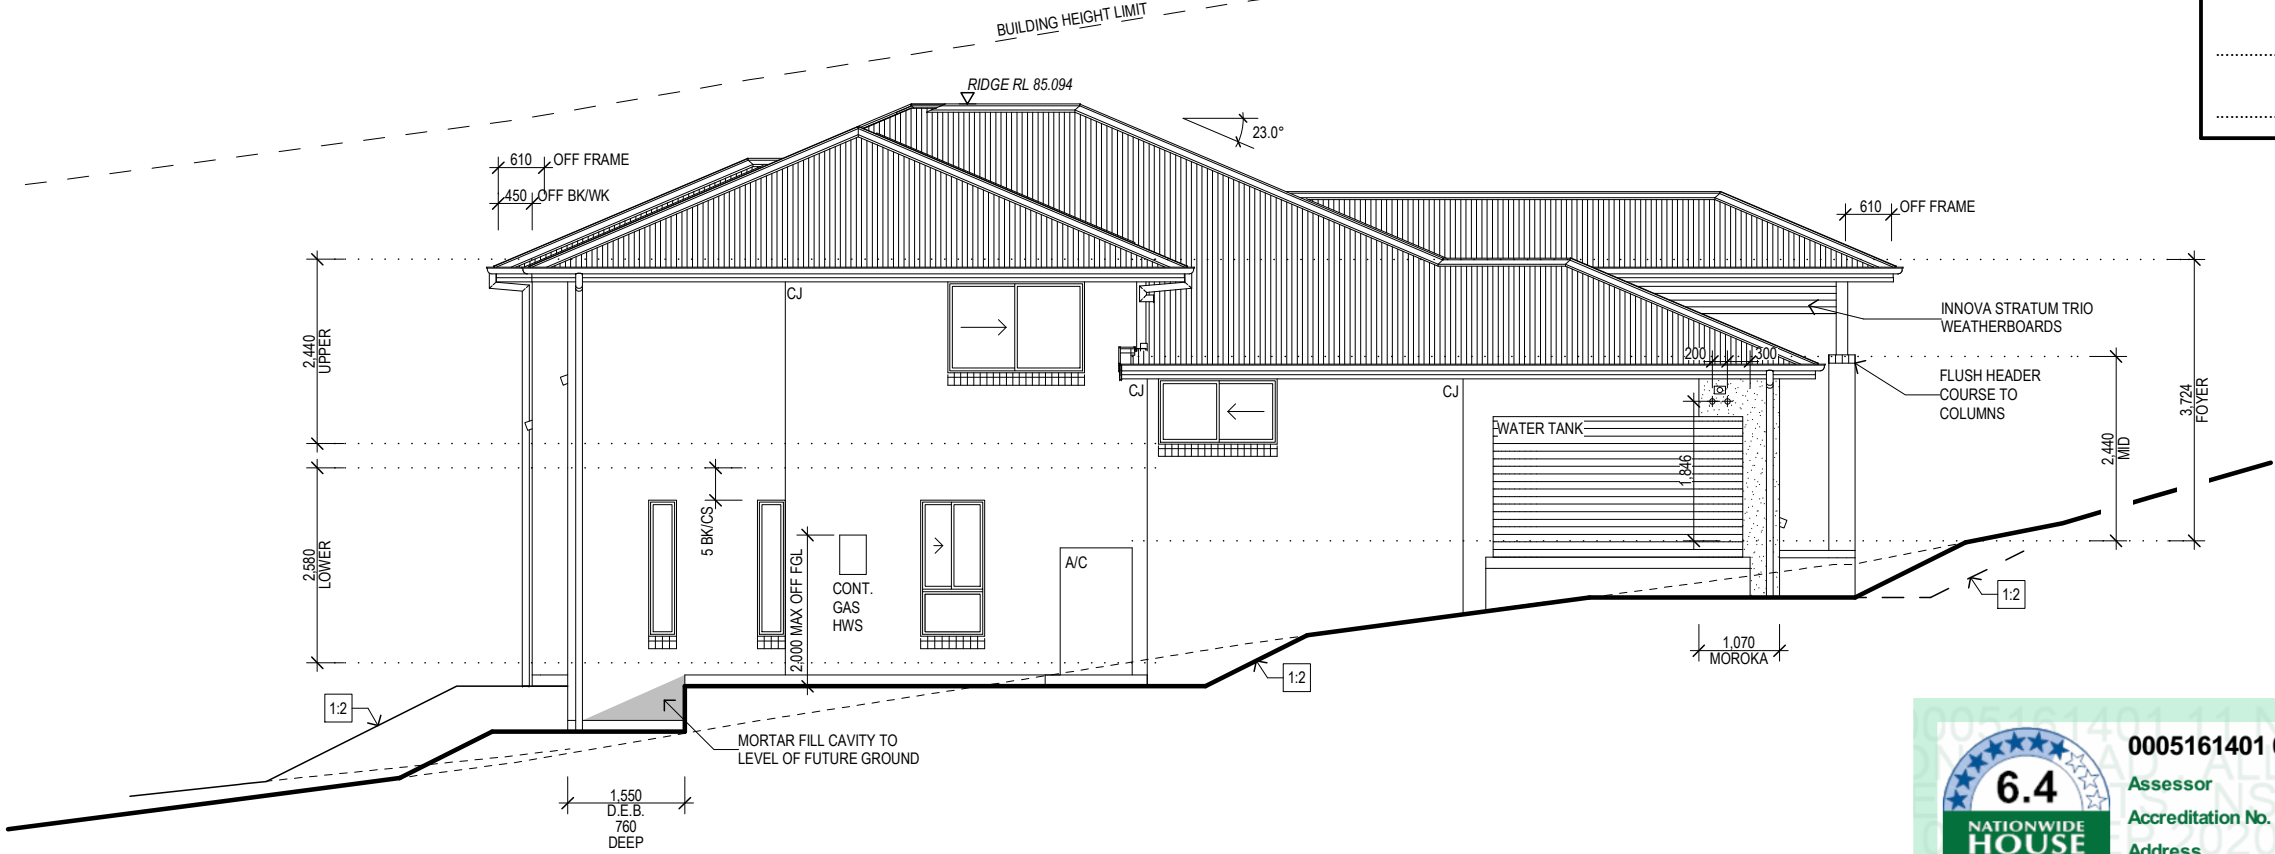 BUILDING HEIGHT LIMIT
RIDGE RL 85.094
23.0°
610 OFF FRAME
450 OFF BK/WK
610 OFF FRAME
CJ
2,440
UPPER
INNOVA STRATUM TRIO
WEATHERBOARDS
200
300
FLUSH HEADER
COURSE TO
COLUMNS
3,724
FOYER
2,440
MID
CJ
CJ
WATER TANK
1,846
5 BK/CS
2,580
LOWER
2,000 MAX OFF FGL
CONT.
GAS
HWS
A/C
1:2
1:2
1:2
1,070
MOROKA
MORTAR FILL CAVITY TO
LEVEL OF FUTURE GROUND
1,550
D.E.B.
760
DEEP
6.4
NATIONWIDE
HOUSE
0005161401
Assessor
Accreditation No.
Address